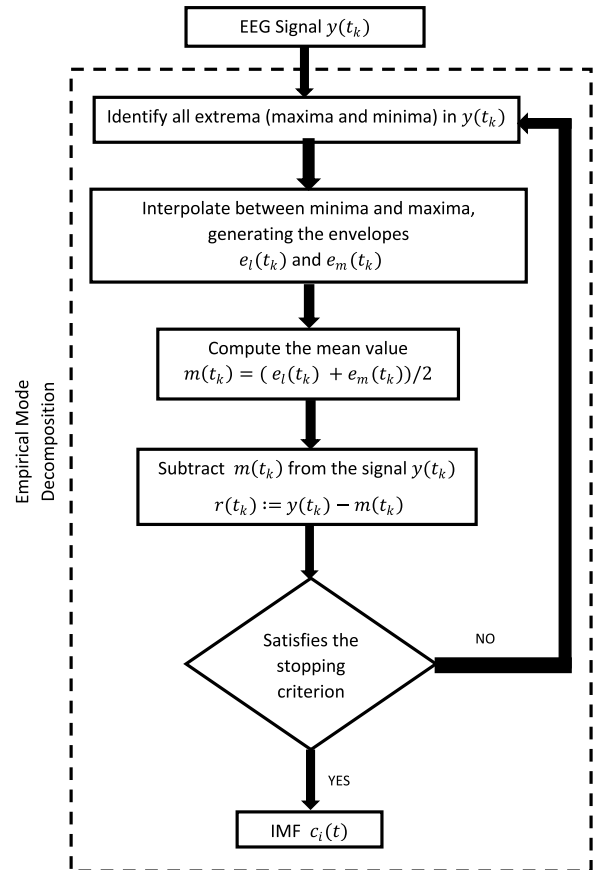 EEG Signal y(t_k)
Identify all extrema (maxima and minima) in y(t_k)
Interpolate between minima and maxima,
generating the envelopes
e_l(t_k) and e_m(t_k)
Compute the mean value
m(t_k) = ( e_l(t_k) + e_m(t_k))/2
Subtract m(t_k) from the signal y(t_k)
r(t_k) := y(t_k) − m(t_k)
Satisfies the
stopping
criterion
NO
YES
IMF c_i(t)
Empirical Mode
Decomposition